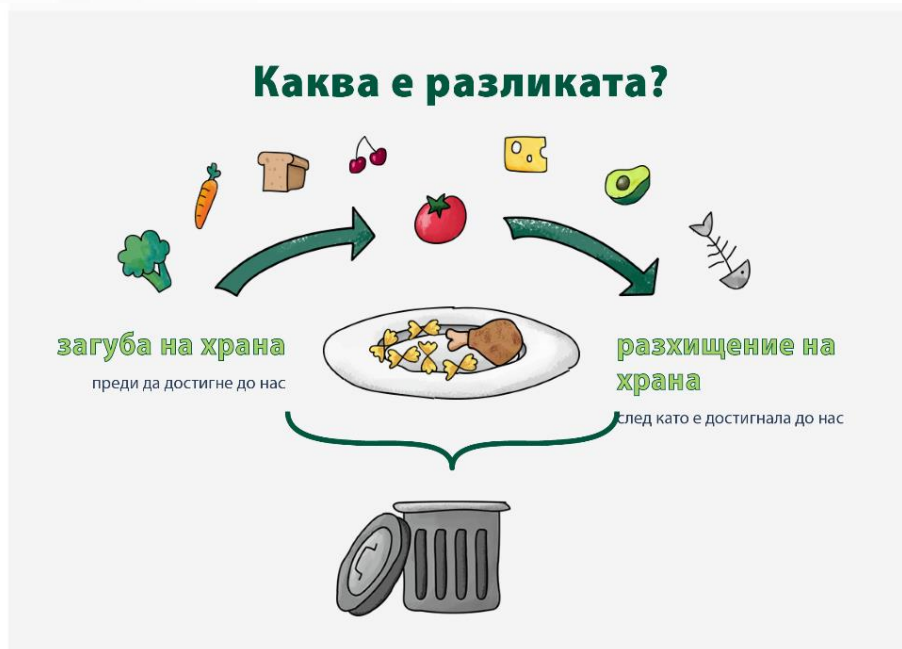 Каква е разликата?
загуба на храна
преди да достигне до нас
разхищение на
храна
след като е достигнала до нас